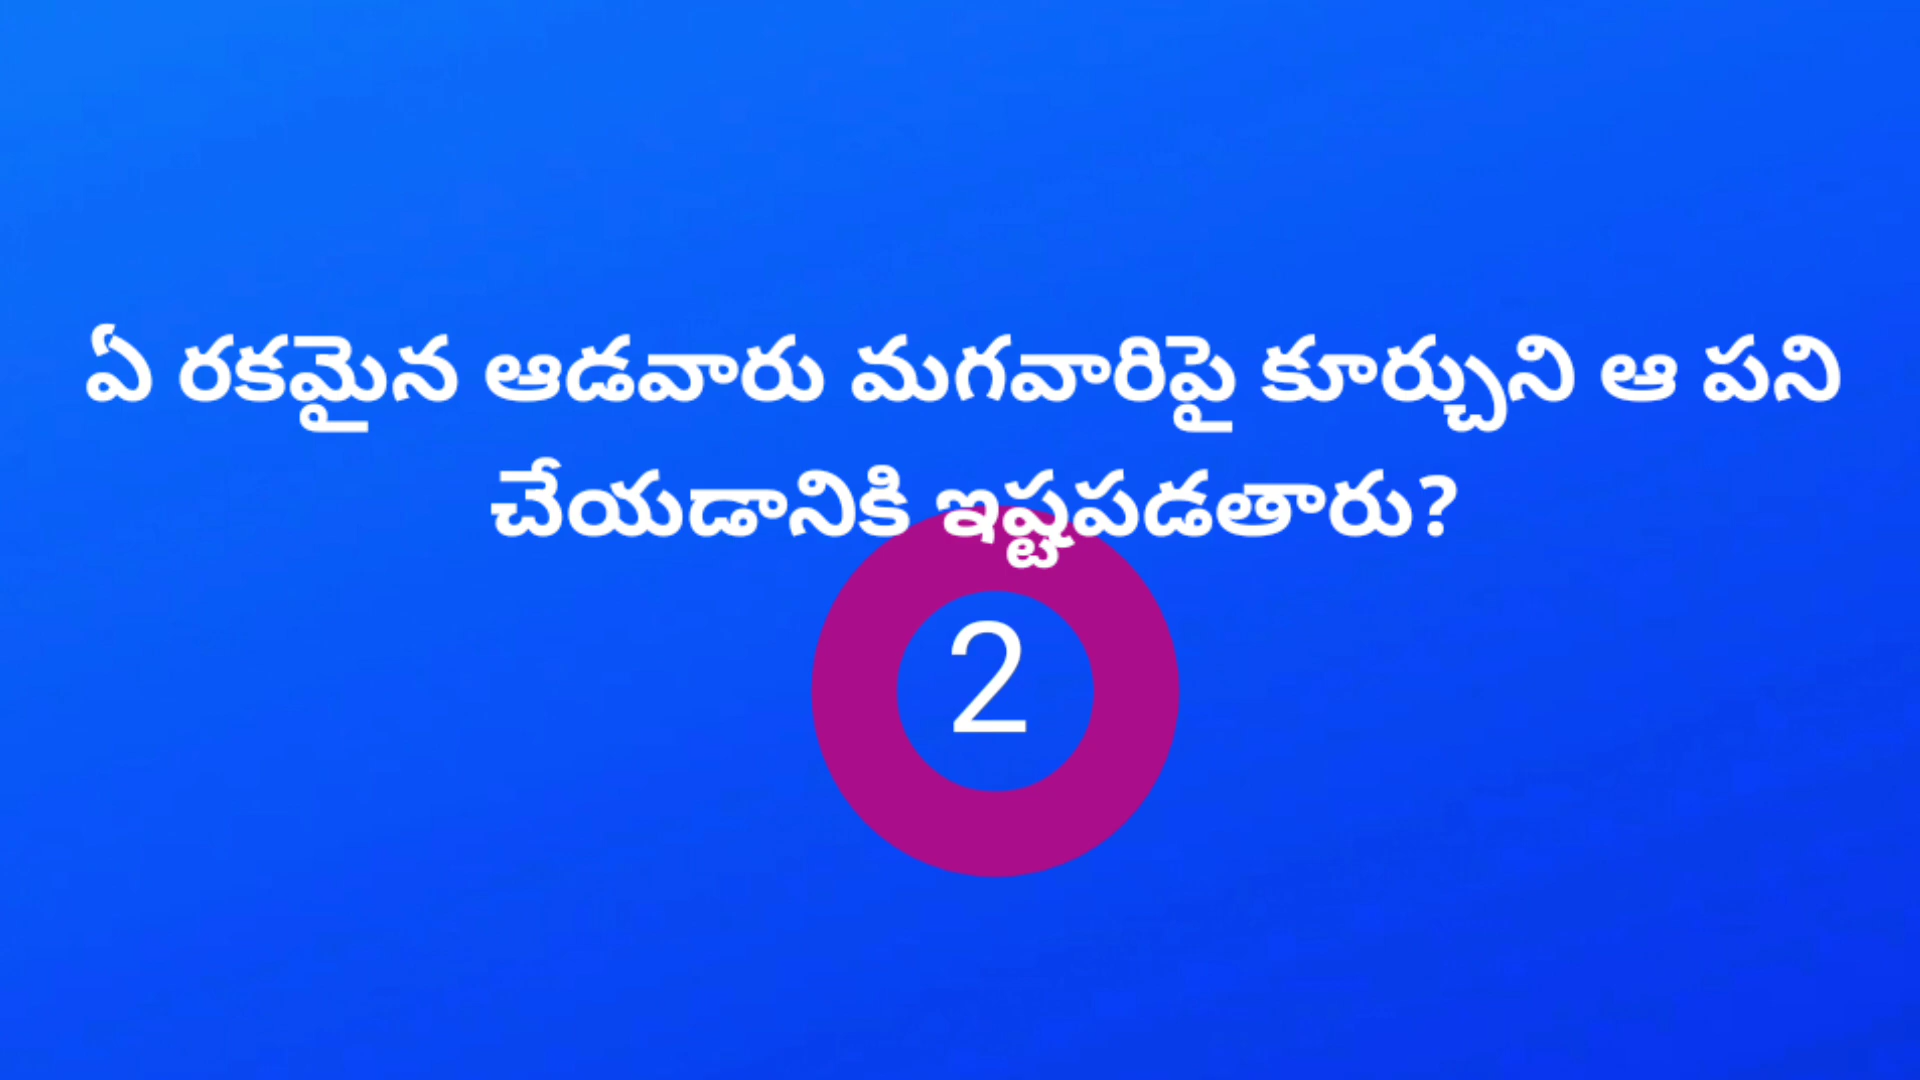 ఏ రకమైన ఆడవారు మగవారిపై కూర్చుని ఆ పని
చేయడానికి ఇష్టపడతారు?
2